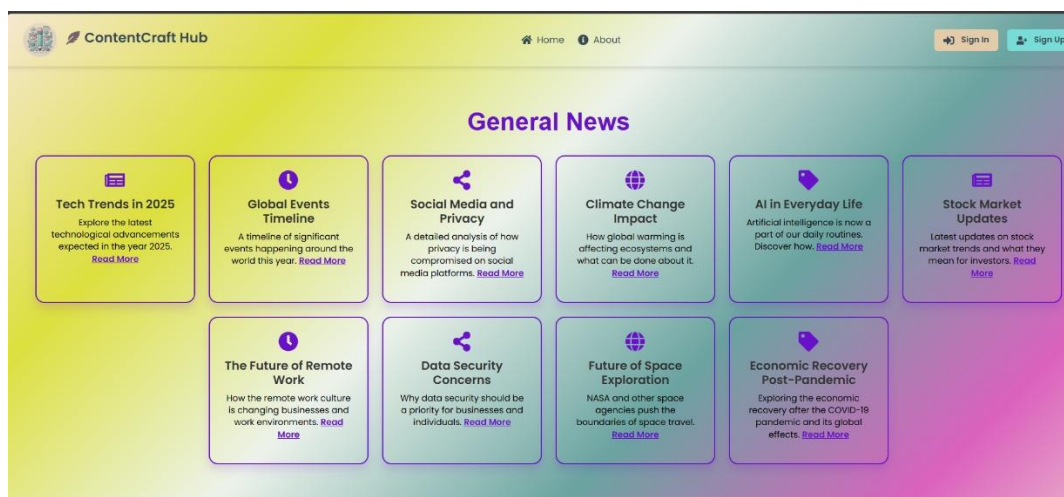 ContentCraft Hub
Home About
Sign In
Sign Up
General News
Tech Trends in 2025
Explore the latest
technological advancements
expected in the year 2025.
Read More
Global Events
Timeline
A timeline of significant
events happening around the
world this year. Read More
Social Media and
Privacy
A detailed analysis of how
privacy is being
compromised on social
media platforms. Read More
Climate Change
Impact
How global warming is
affecting ecosystems and
what can be done about it.
Read More
AI in Everyday Life
Artificial intelligence is now a
part of our daily routines.
Discover how. Read More
Stock Market
Updates
Latest updates on stock
market trends and what they
mean for investors. Read
More
The Future of Remote
Work
How the remote work culture
is changing businesses and
work environments. Read
More
Data Security
Concerns
Why data security should be
a priority for businesses and
individuals. Read More
Future of Space
Exploration
NASA and other space
agencies push the
boundaries of space travel.
Read More
Economic Recovery
Post-Pandemic
Exploring the economic
recovery after the COVID-19
pandemic and its global
effects. Read More